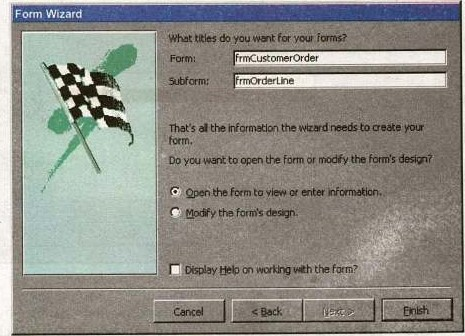 Form Wizard
What titles do you want for your forms?
Form: frmCustomerOrder
Subform: frmOrderLine
That's all the information the wizard needs to create your
form.
Do you want to open the form or modify the form's design?
Open the form to view or enter information.
Modify the form's design.
Display Help on working with the form?
Cancel < Back Next > Finish